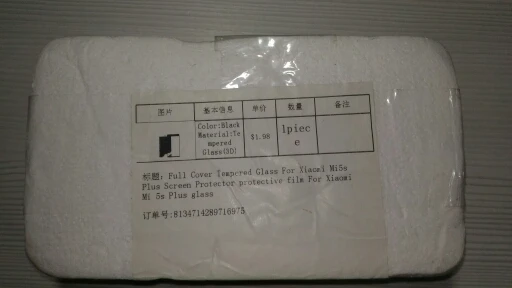 图片 基本信息 单价 数量 备注
Color:Black
Material:Te
mpered
Glass(3D)
$1.98
1piec
e
标题: Full Cover Tempered Glass For Xiaomi Mi5s
Plus Screen Protector protective film For Xiaomi
Mi 5s Plus glass
订单号:8134714289716975